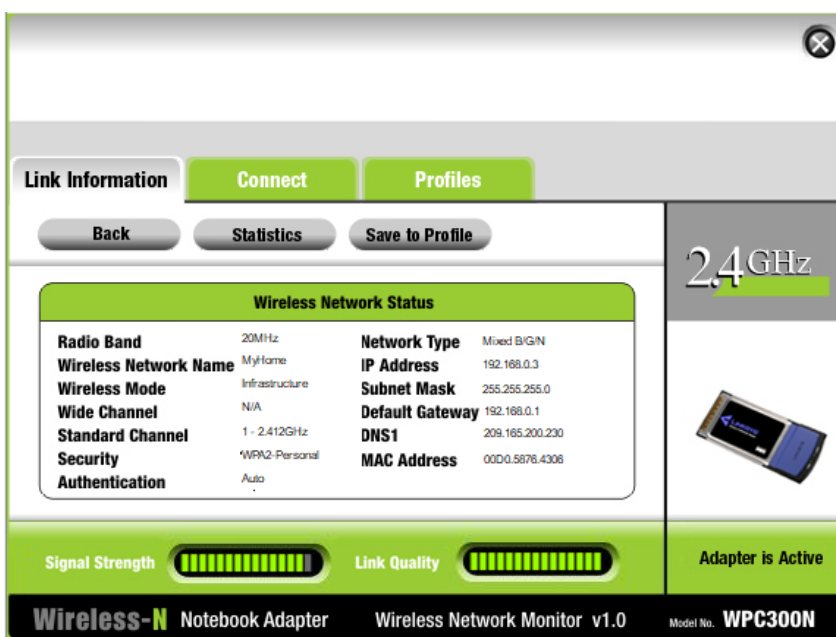 Link Information
Connect
Profiles
Back
Statistics
Save to Profile
2.4 GHz
Wireless Network Status
Radio Band 20MHz
Wireless Network Name MyHome
Wireless Mode Infrastructure
Wide Channel N/A
Standard Channel 1 - 2.412GHz
Security WPA2-Personal
Authentication Auto
Network Type Mixed B/G/N
IP Address 192.168.0.3
Subnet Mask 255.255.255.0
Default Gateway 192.168.0.1
DNS1 209.165.200.230
MAC Address 00D0.5876.4306
Linksys
Signal Strength
Link Quality
Adapter is Active
Wireless-N Notebook Adapter
Wireless Network Monitor v1.0
Model No. WPC300N